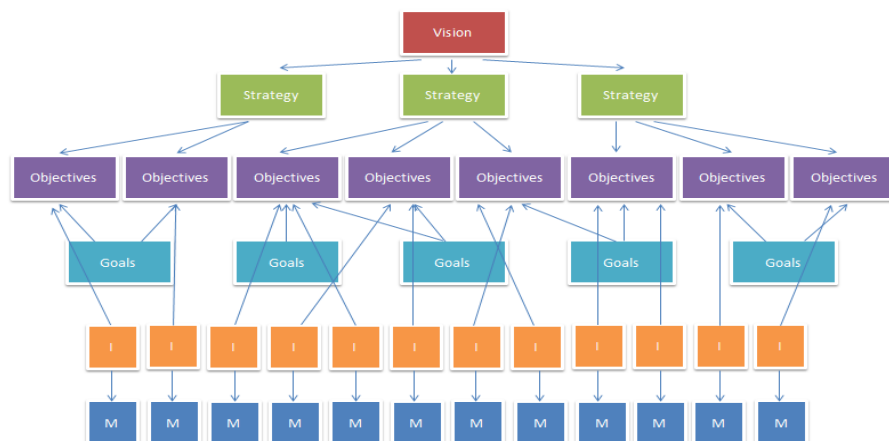 Vision
Strategy Strategy Strategy
Objectives Objectives Objectives Objectives Objectives Objectives Objectives Objectives
Goals Goals Goals Goals Goals
I I I I I I I I I I I I
M M M M M M M M M M M M